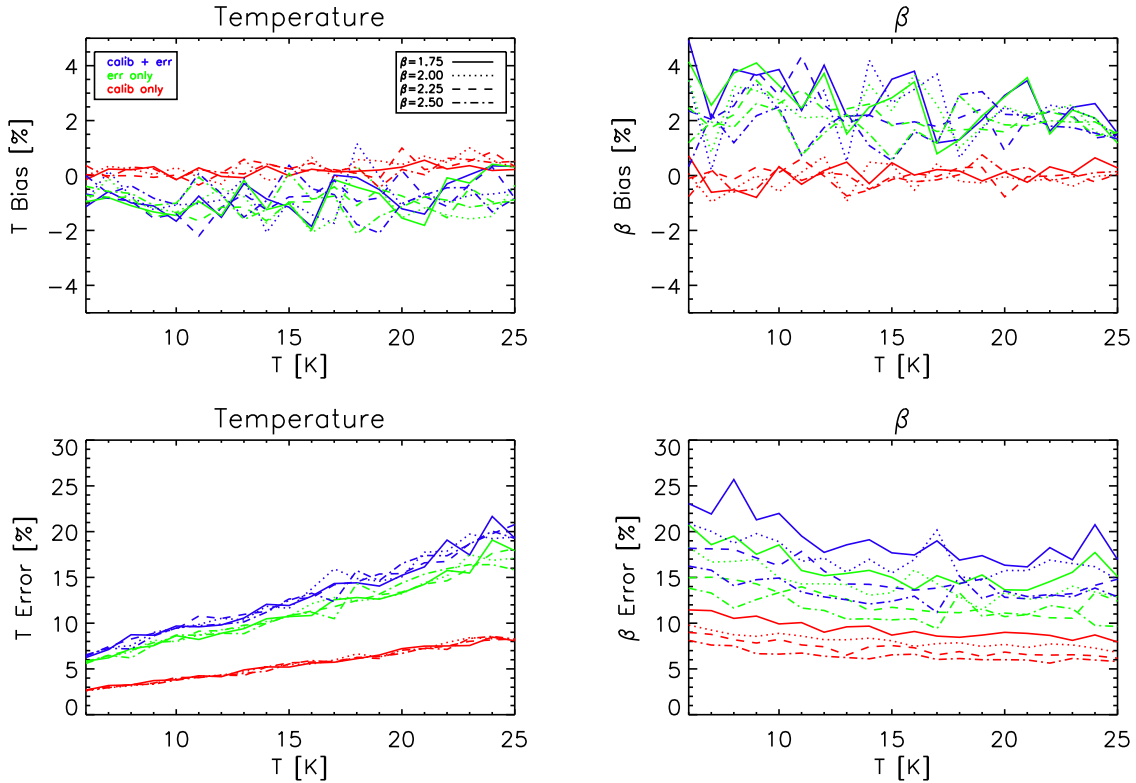 Temperature
calib + err
err only
calib only
β=1.75
β=2.00
β=2.25
β=2.50
T Bias [%]
4
2
0
−2
−4
10 15 20 25
T [K]
β
β Bias [%]
4
2
0
−2
−4
10 15 20 25
T [K]
Temperature
T Error [%]
30
25
20
15
10
5
0
10 15 20 25
T [K]
β
β Error [%]
30
25
20
15
10
5
0
10 15 20 25
T [K]